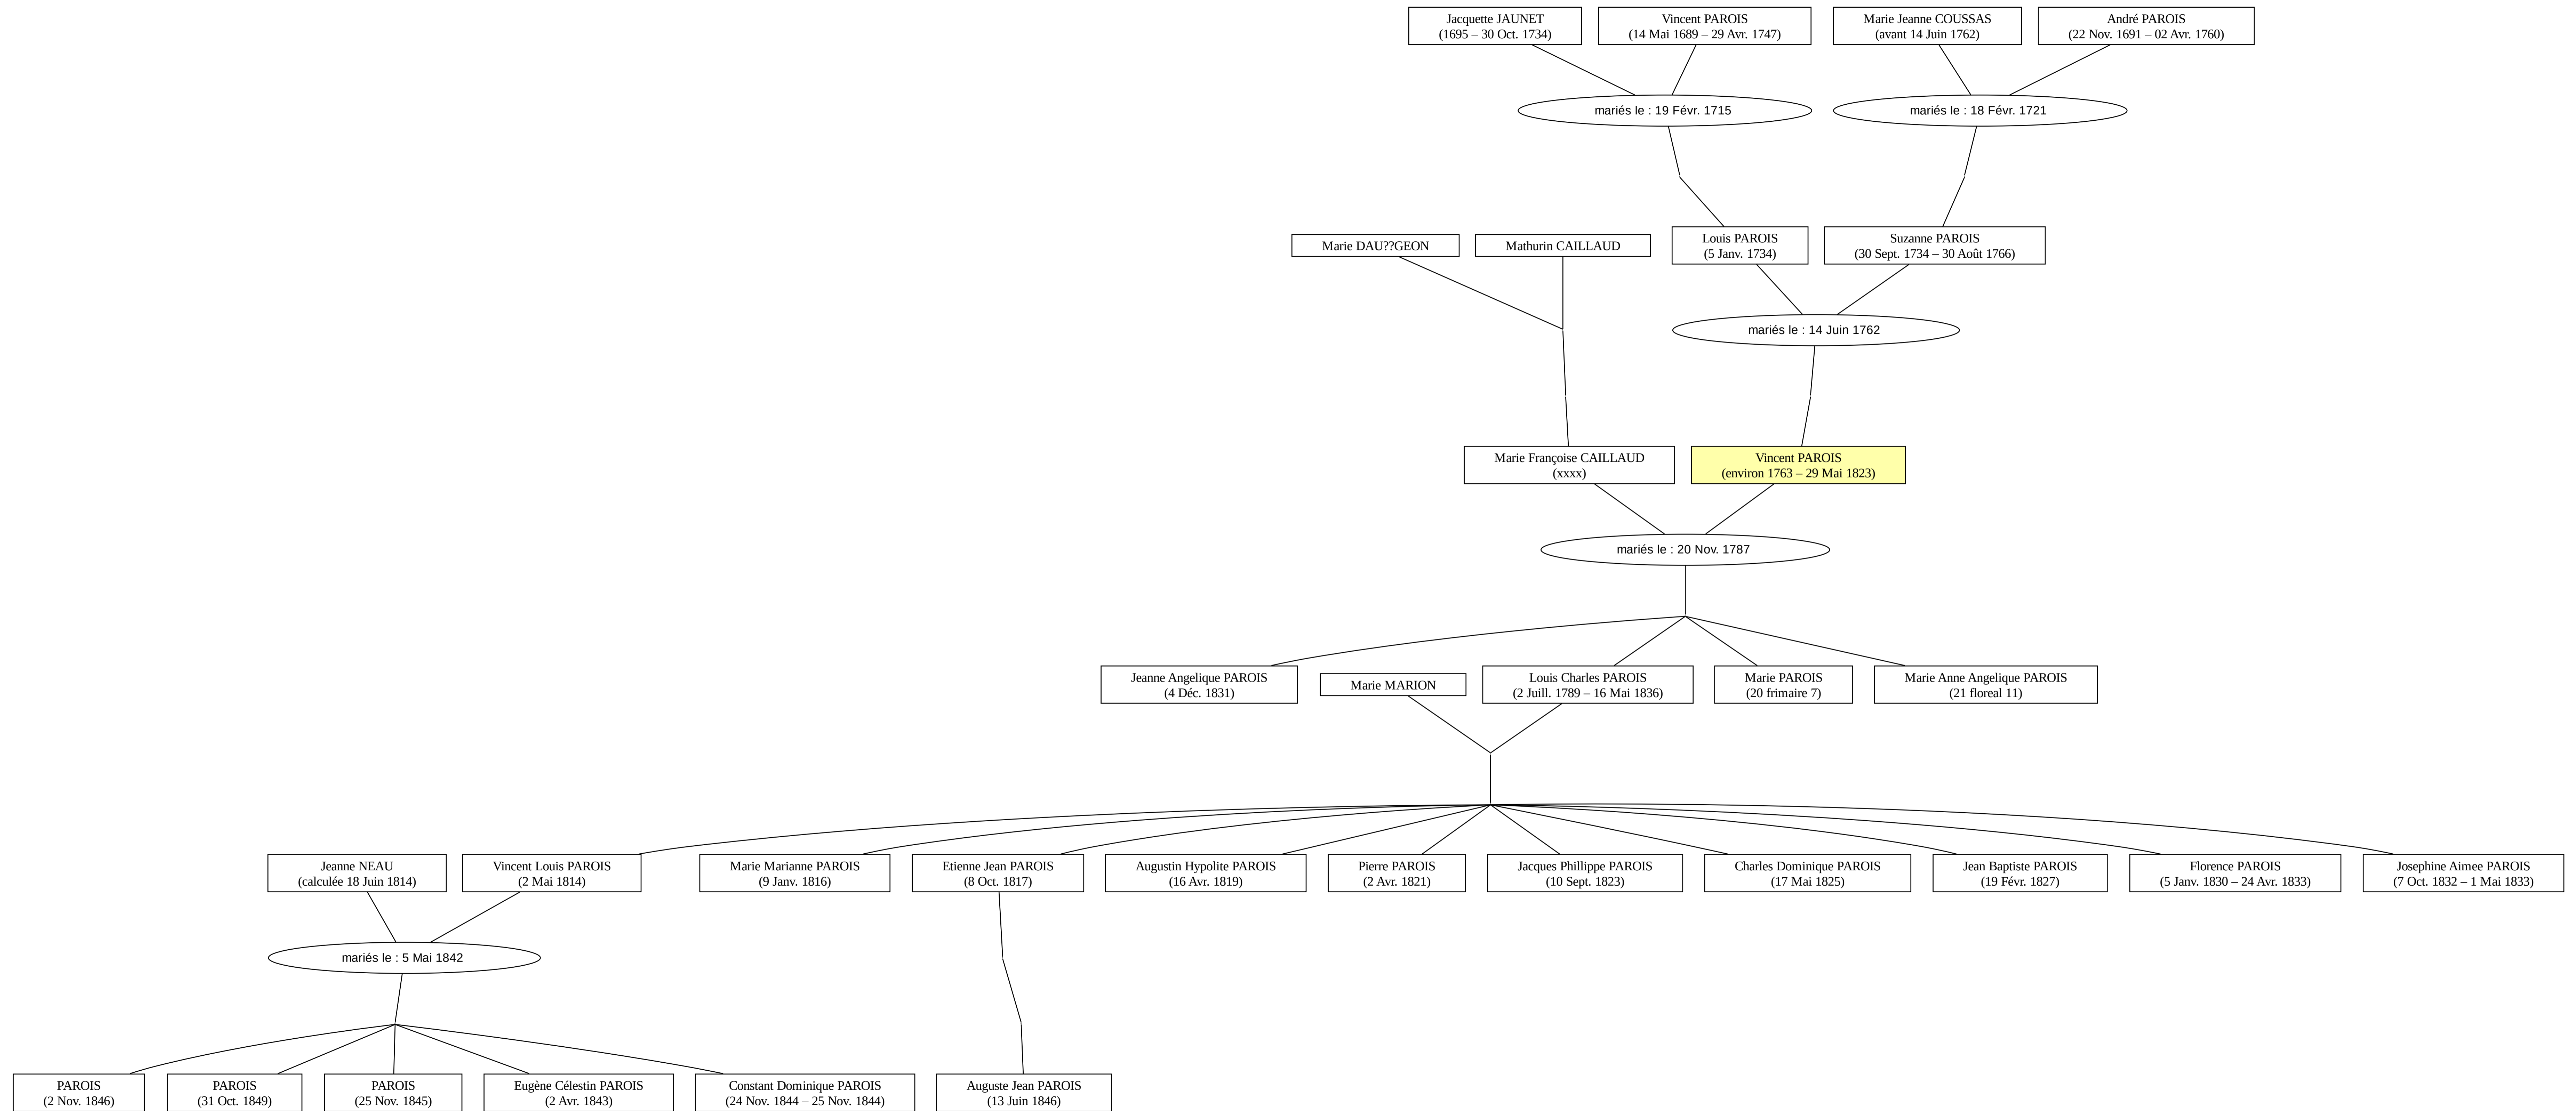 Jacquette JAUNET
(1695 – 30 Oct. 1734)
Vincent PAROIS
(14 Mai 1689 – 29 Avr. 1747)
Marie Jeanne COUSSAS
(avant 14 Juin 1762)
André PAROIS
(22 Nov. 1691 – 02 Avr. 1760)
mariés le : 19 Févr. 1715
mariés le : 18 Févr. 1721
Marie DAU??GEON
Mathurin CAILLAUD
Louis PAROIS
(5 Janv. 1734)
Suzanne PAROIS
(30 Sept. 1734 – 30 Août 1766)
mariés le : 14 Juin 1762
Marie Françoise CAILLAUD
(xxxx)
Vincent PAROIS
(environ 1763 – 29 Mai 1823)
mariés le : 20 Nov. 1787
Jeanne Angelique PAROIS
(4 Déc. 1831)
Marie MARION
Louis Charles PAROIS
(2 Juill. 1789 – 16 Mai 1836)
Marie PAROIS
(20 frimaire 7)
Marie Anne Angelique PAROIS
(21 floreal 11)
Jeanne NEAU
(calculée 18 Juin 1814)
Vincent Louis PAROIS
(2 Mai 1814)
Marie Marianne PAROIS
(9 Janv. 1816)
Etienne Jean PAROIS
(8 Oct. 1817)
Augustin Hypolite PAROIS
(16 Avr. 1819)
Pierre PAROIS
(2 Avr. 1821)
Jacques Phillippe PAROIS
(10 Sept. 1823)
Charles Dominique PAROIS
(17 Mai 1825)
Jean Baptiste PAROIS
(19 Févr. 1827)
Florence PAROIS
(5 Janv. 1830 – 24 Avr. 1833)
Josephine Aimee PAROIS
(7 Oct. 1832 – 1 Mai 1833)
mariés le : 5 Mai 1842
PAROIS
(2 Nov. 1846)
PAROIS
(31 Oct. 1849)
PAROIS
(25 Nov. 1845)
Eugène Célestin PAROIS
(2 Avr. 1843)
Constant Dominique PAROIS
(24 Nov. 1844 – 25 Nov. 1844)
Auguste Jean PAROIS
(13 Juin 1846)